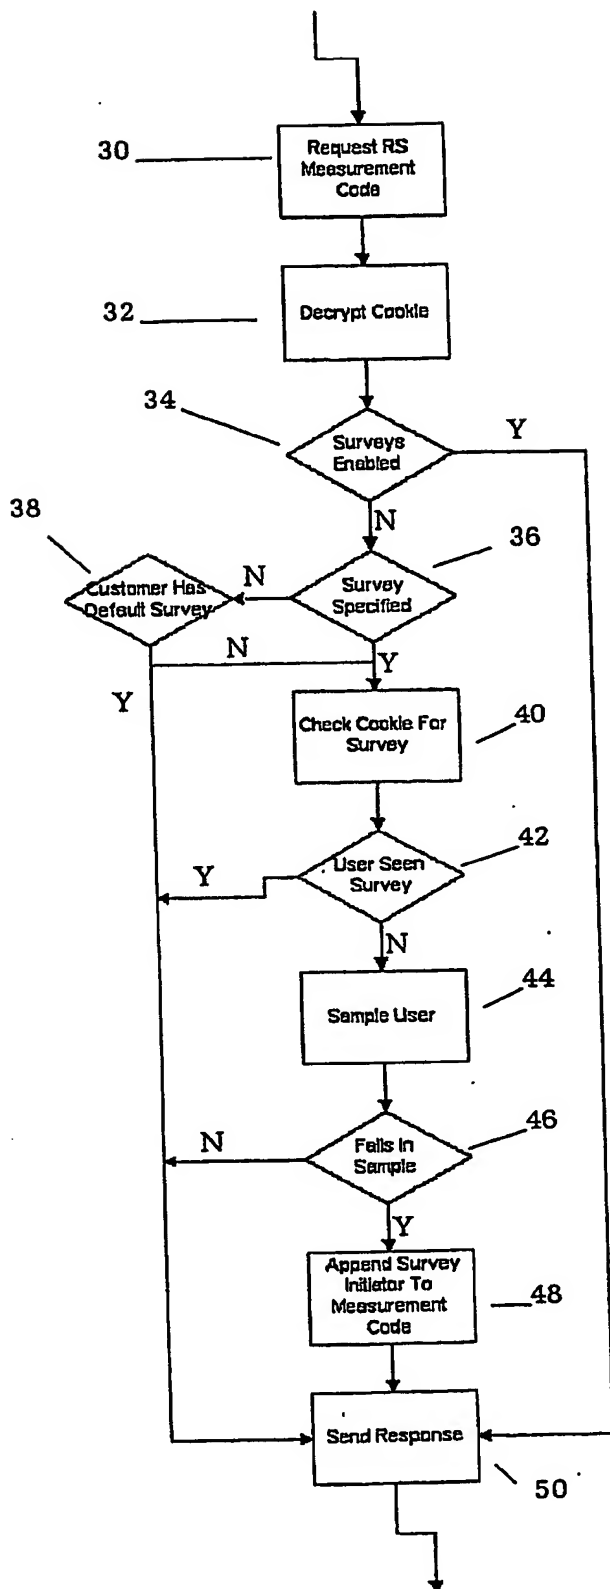 30
Request RS
Measurement
Code
32
Decrypt Cookie
34
Surveys
Enabled
Y
N
38
36
Customer Has
Default Survey
N
Survey
Specified
N
Y
Y
Check Cookie For
Survey
40
42
Y
User Seen
Survey
N
44
Sample User
46
N
Falls In
Sample
Y
Append Survey
Initiator To
Measurement
Code
48
Send Response
50